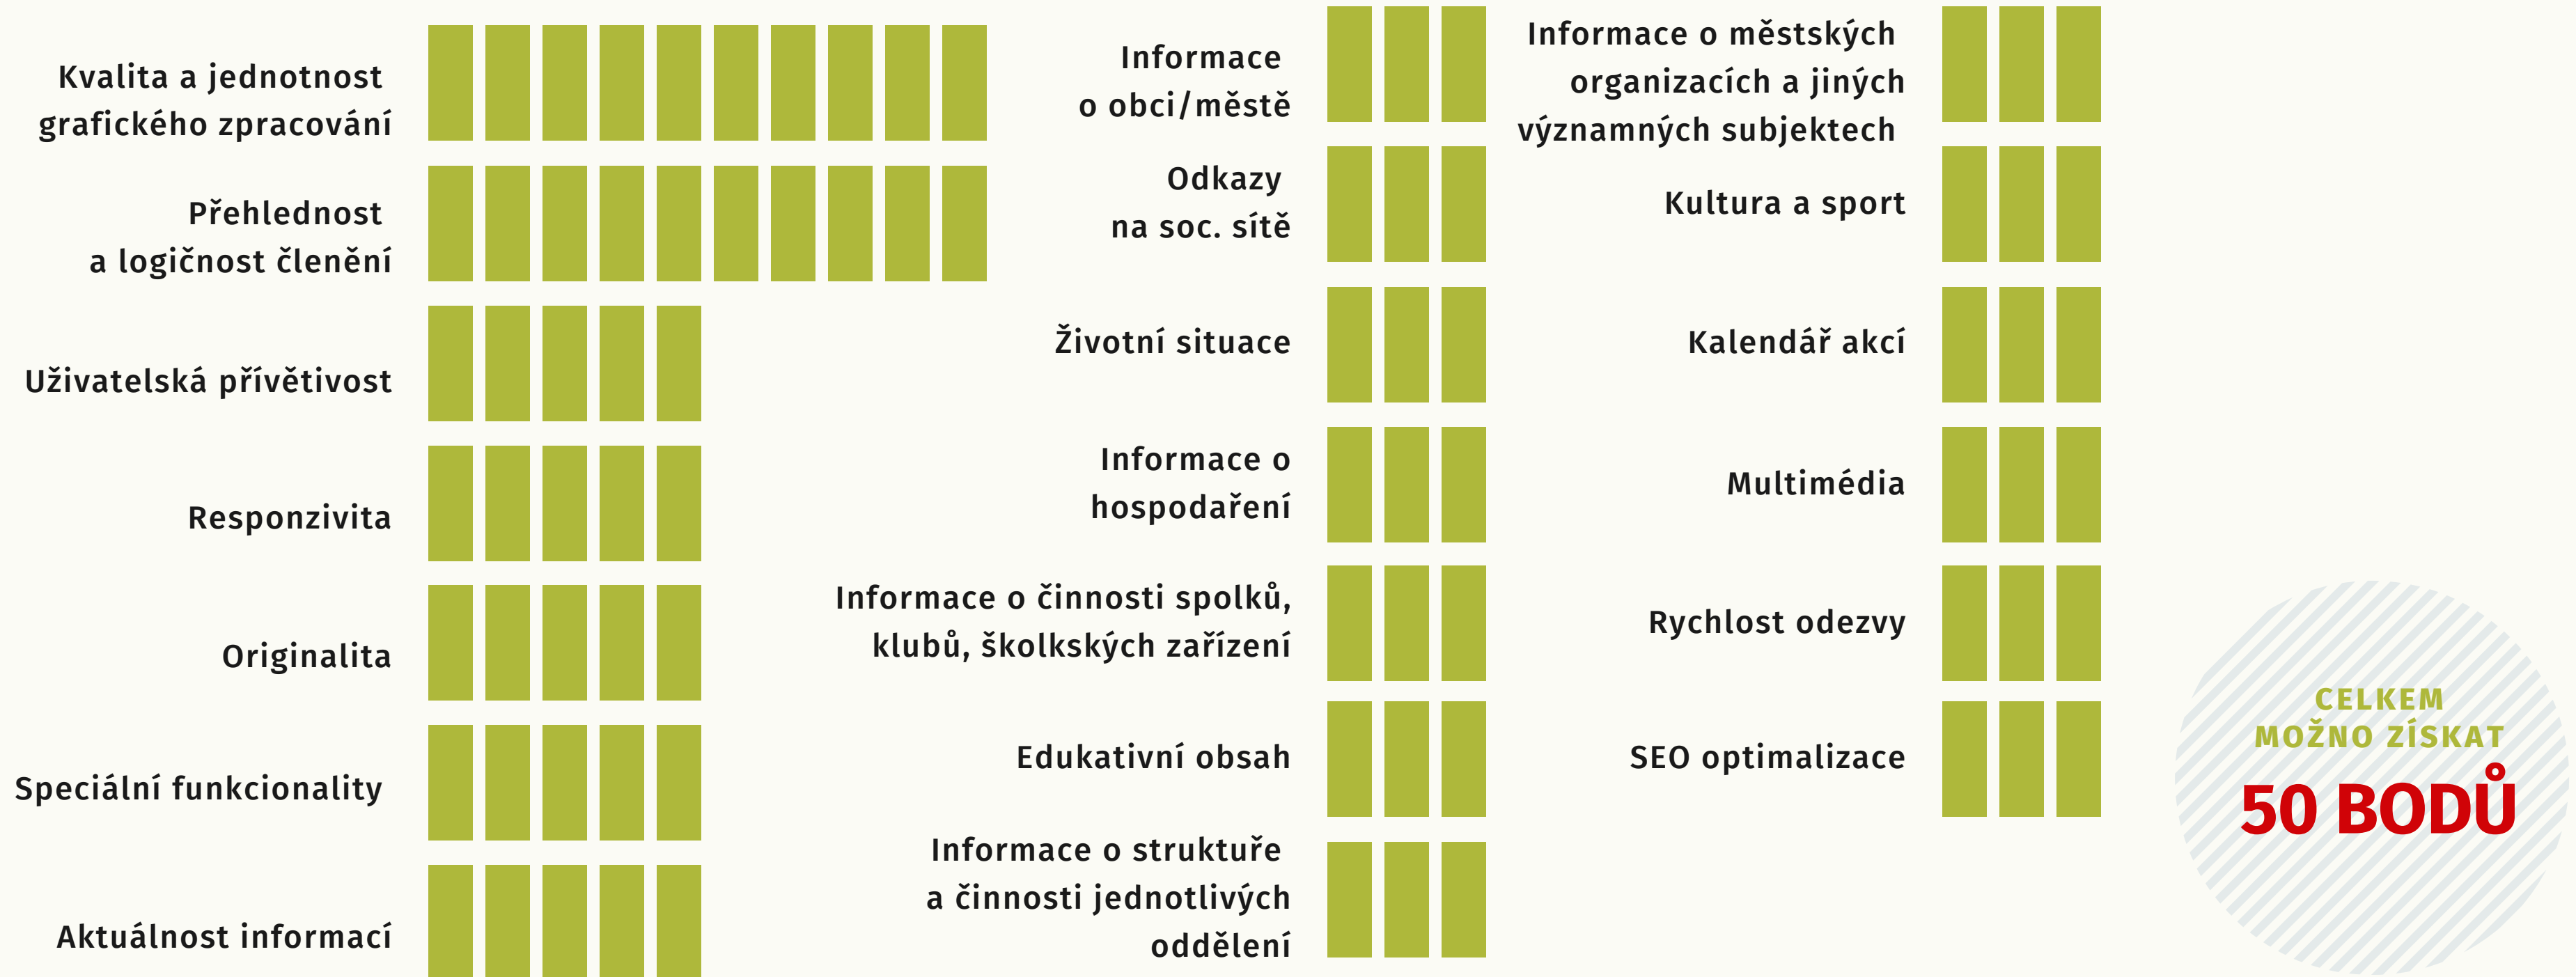 Kvalita a jednotnost
grafického zpracování
Přehlednost
a logičnost členění
Uživatelská přívětivost
Responzivita
Originalita
Speciální funkcionality
Aktuálnost informací
Informace
o obci/městě
Odkazy
na soc. sítě
Životní situace
Informace o
hospodaření
Informace o činnosti spolků,
klubů, školkských zařízení
Edukativní obsah
Informace o struktuře
a činnosti jednotlivých
oddělení
Informace o městských
organizacích a jiných
významných subjektech
Kultura a sport
Kalendář akcí
Multimédia
Rychlost odezvy
SEO optimalizace
CELKEM
MOŽNO ZÍSKAT
50 BODŮ